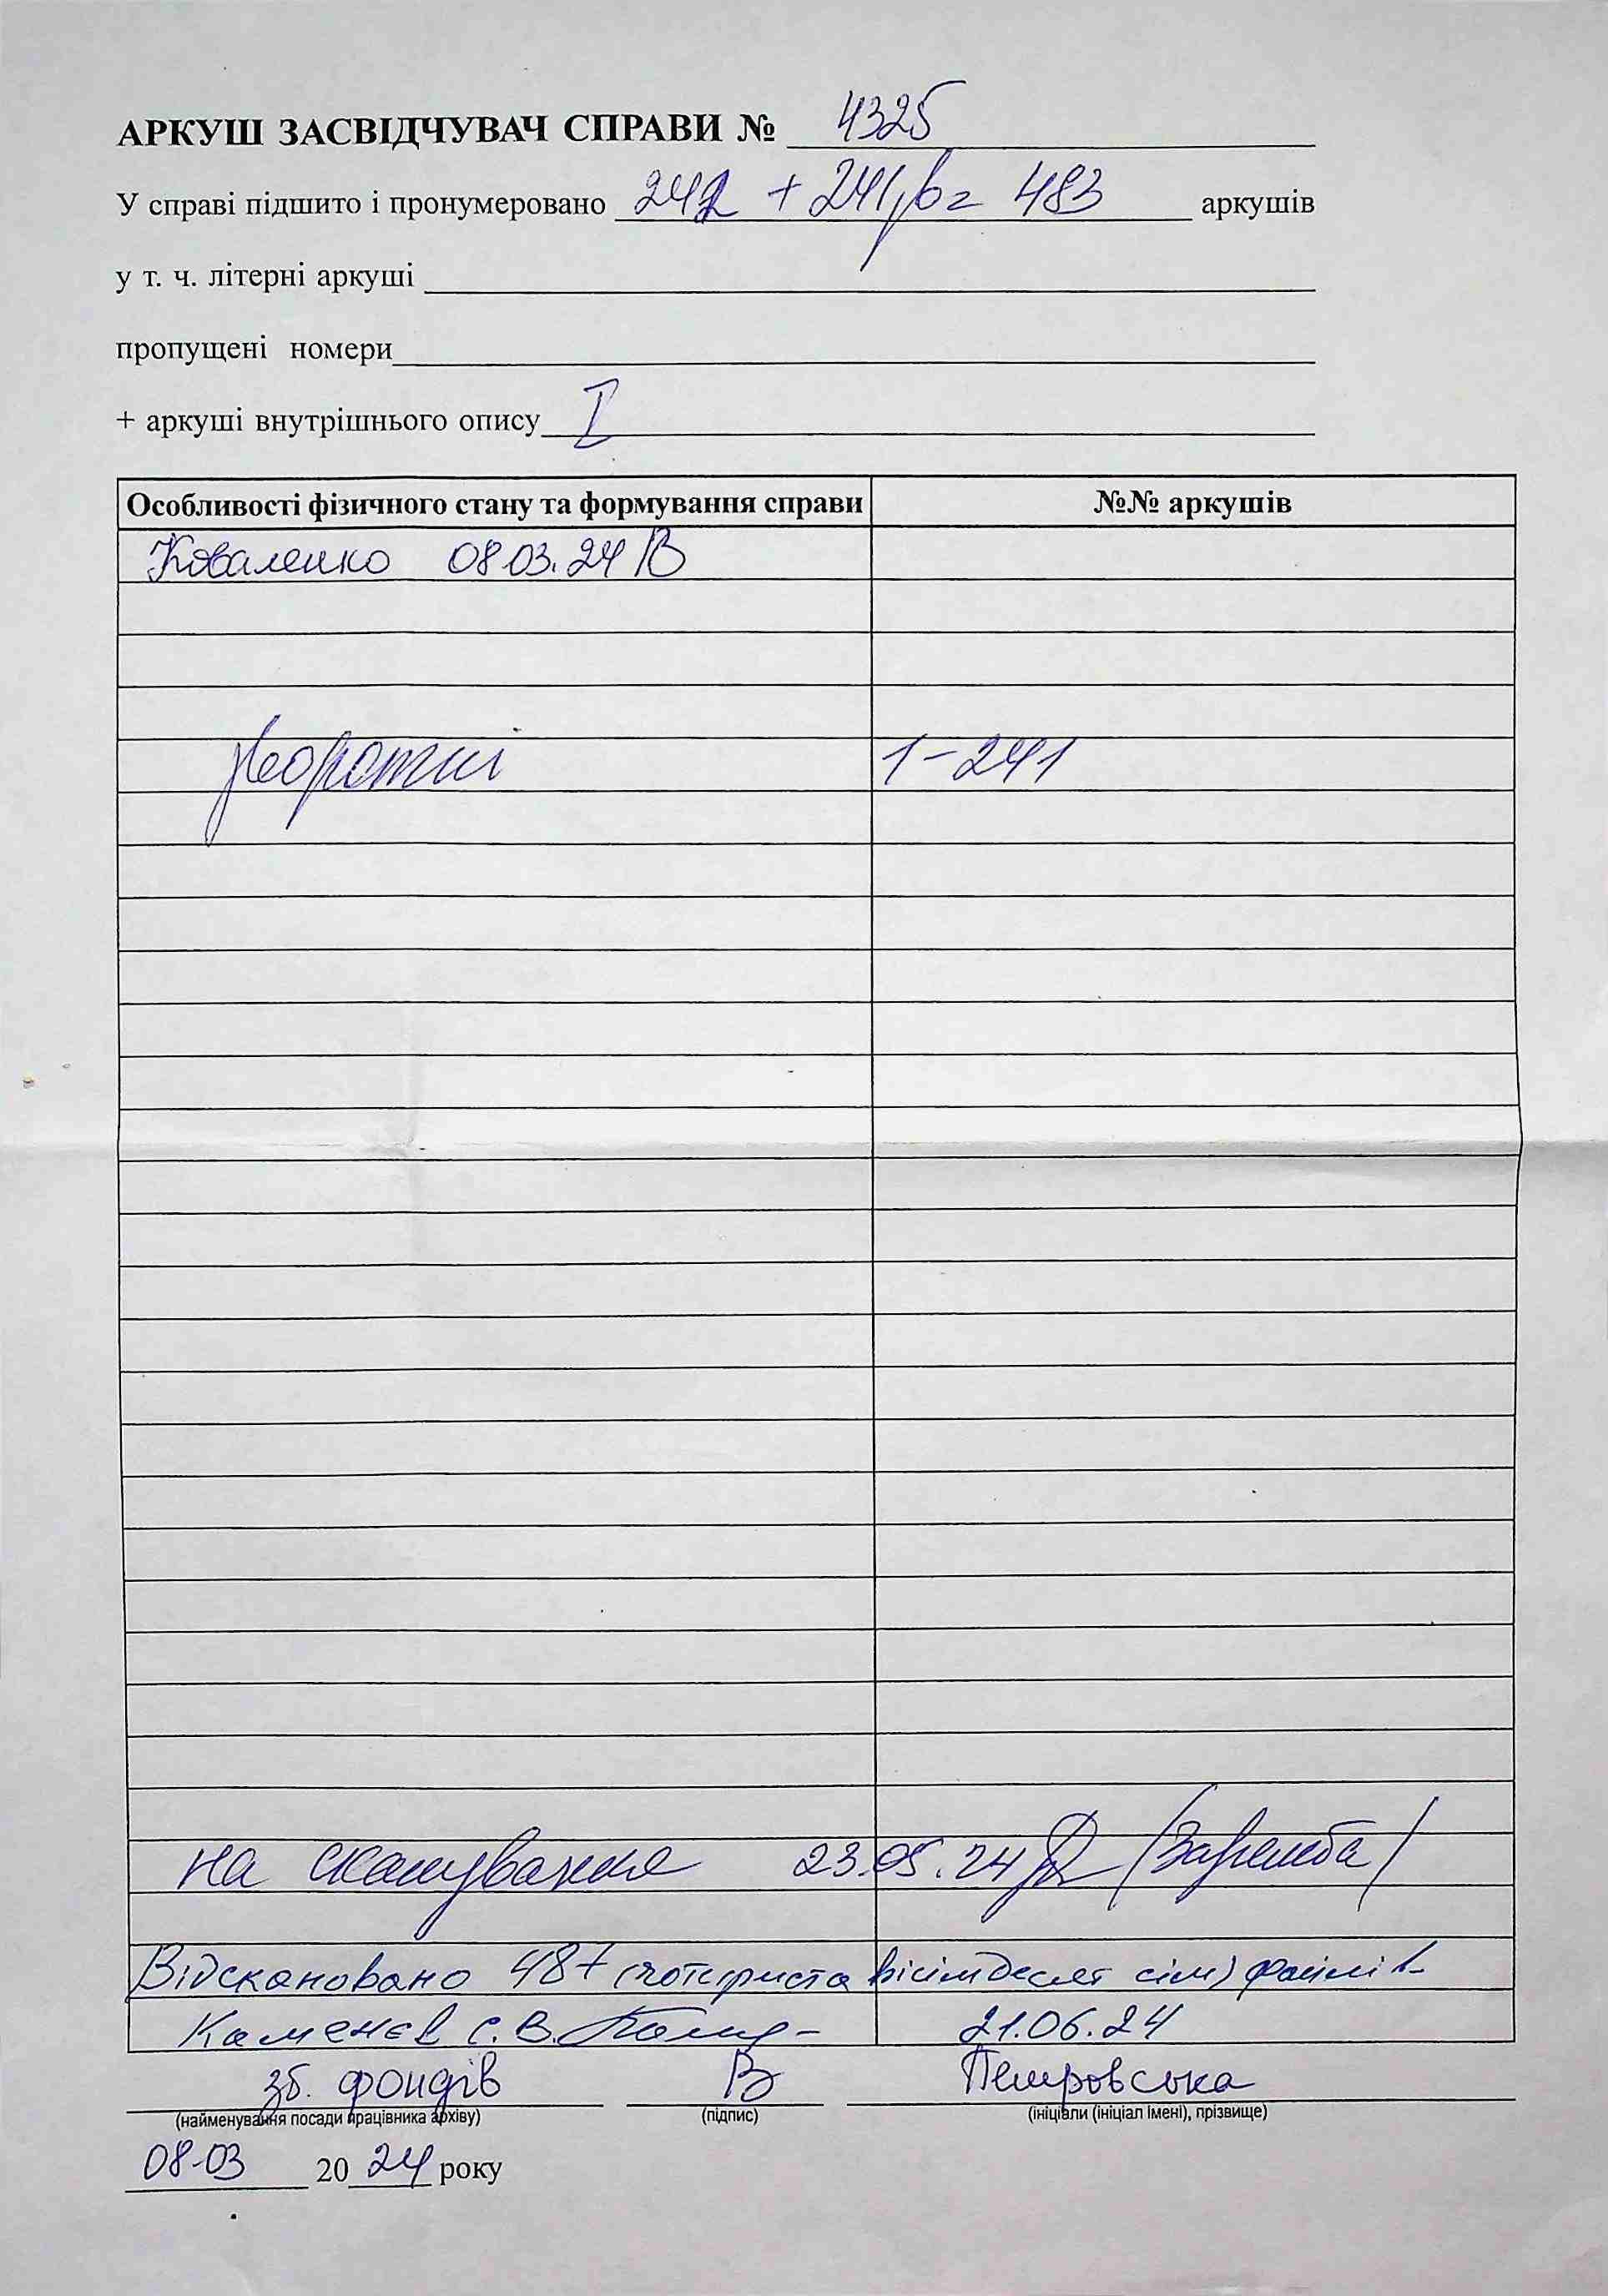 АРКУШ ЗАСВІДЧУВАЧ СПРАВИ № 4325
У справі підшито і пронумеровано 242 + 241,в= 483 аркушів
у т. ч. літерні аркуші
пропущені номери
+ аркуші внутрішнього опису I
Особливості фізичного стану та формування справи №№ аркушів
Коваленко 08.03.24 В
1-241
на сканування 23.05.24 (Заремба)
Відскановано 487 (чотириста вісімдесят сім) файлів
Каменєв С.В. 21.06.24
зб. фондів В Петровська
(найменування посади працівника архіву) (підпис) (ініціали (ініціал імені), прізвище)
08-03 20 24 року